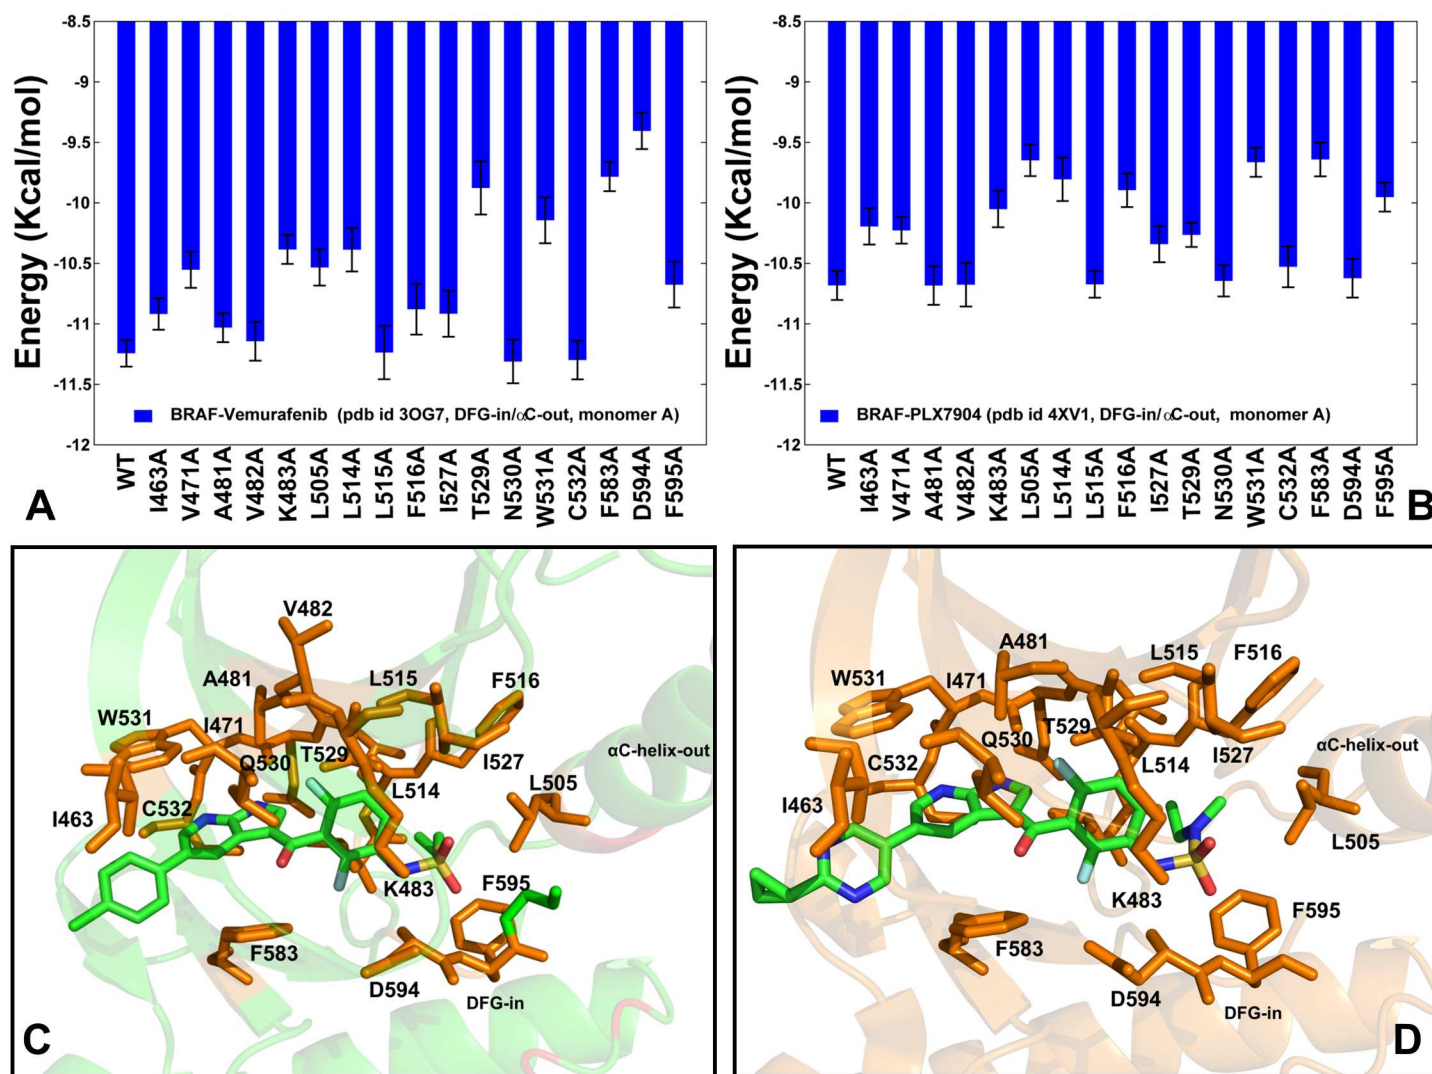 -8.5
-9
-9.5
-10
-10.5
-11
-11.5
-12
Energy (Kcal/mol)
BRAF-Vemurafenib (pdb id 3OG7, DFG-in/αC-out, monomer A)
WT
I463A
V471A
A481A
V482A
K483A
L505A
L514A
L515A
F516A
I527A
T529A
N530A
W531A
C532A
F583A
D594A
F595A
A
-8.5
-9
-9.5
-10
-10.5
-11
-11.5
-12
Energy (Kcal/mol)
BRAF-PLX7904 (pdb id 4XV1, DFG-in/αC-out, monomer A)
WT
I463A
V471A
A481A
V482A
K483A
L505A
L514A
L515A
F516A
I527A
T529A
N530A
W531A
C532A
F583A
D594A
F595A
B
V482
A481
L515
F516
W531
I471
Q530
T529
I527
αC-helix-out
L514
L505
I463
C532
K483
F595
F583
D594
DFG-in
C
A481
L515
F516
W531
I471
T529
Q530
I527
αC-helix-out
C532
L514
I463
L505
K483
F595
F583
D594
DFG-in
D